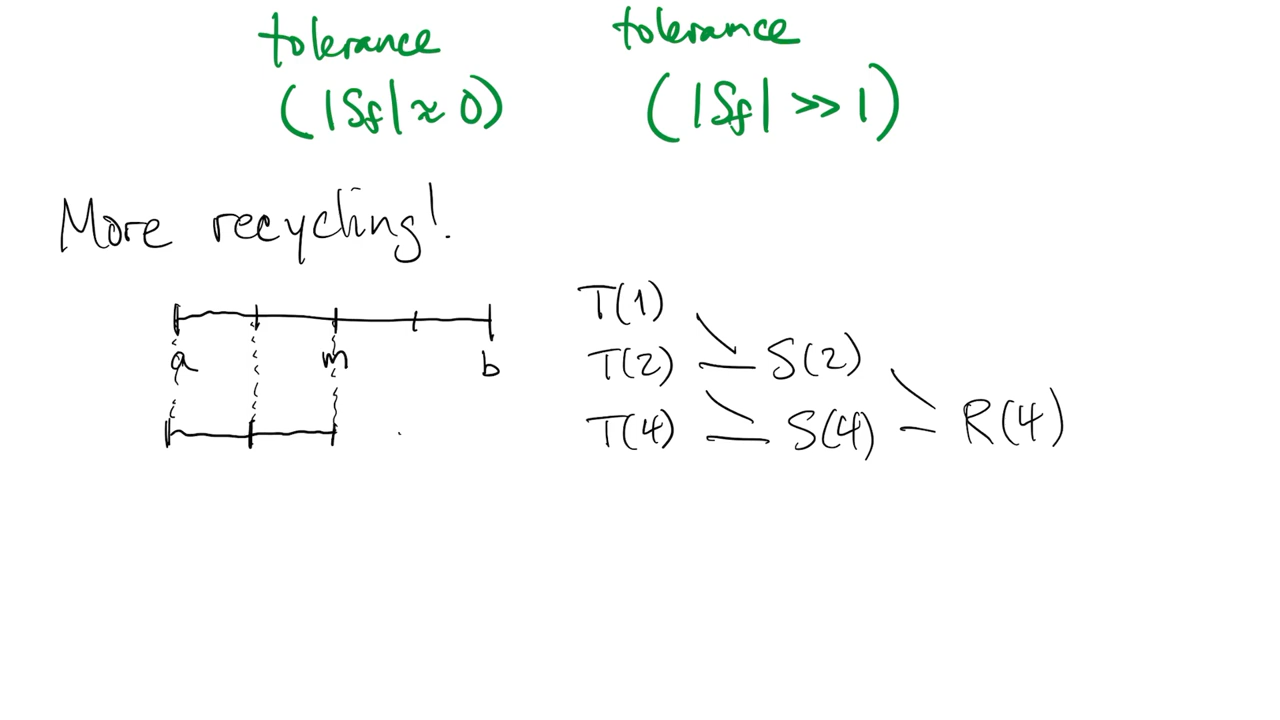 tolerance tolerance
(|Sf| ≈ 0) (|Sf| >> 1)
More recycling!
T(1)
a m b T(2) S(2)
T(4) S(4) R(4)